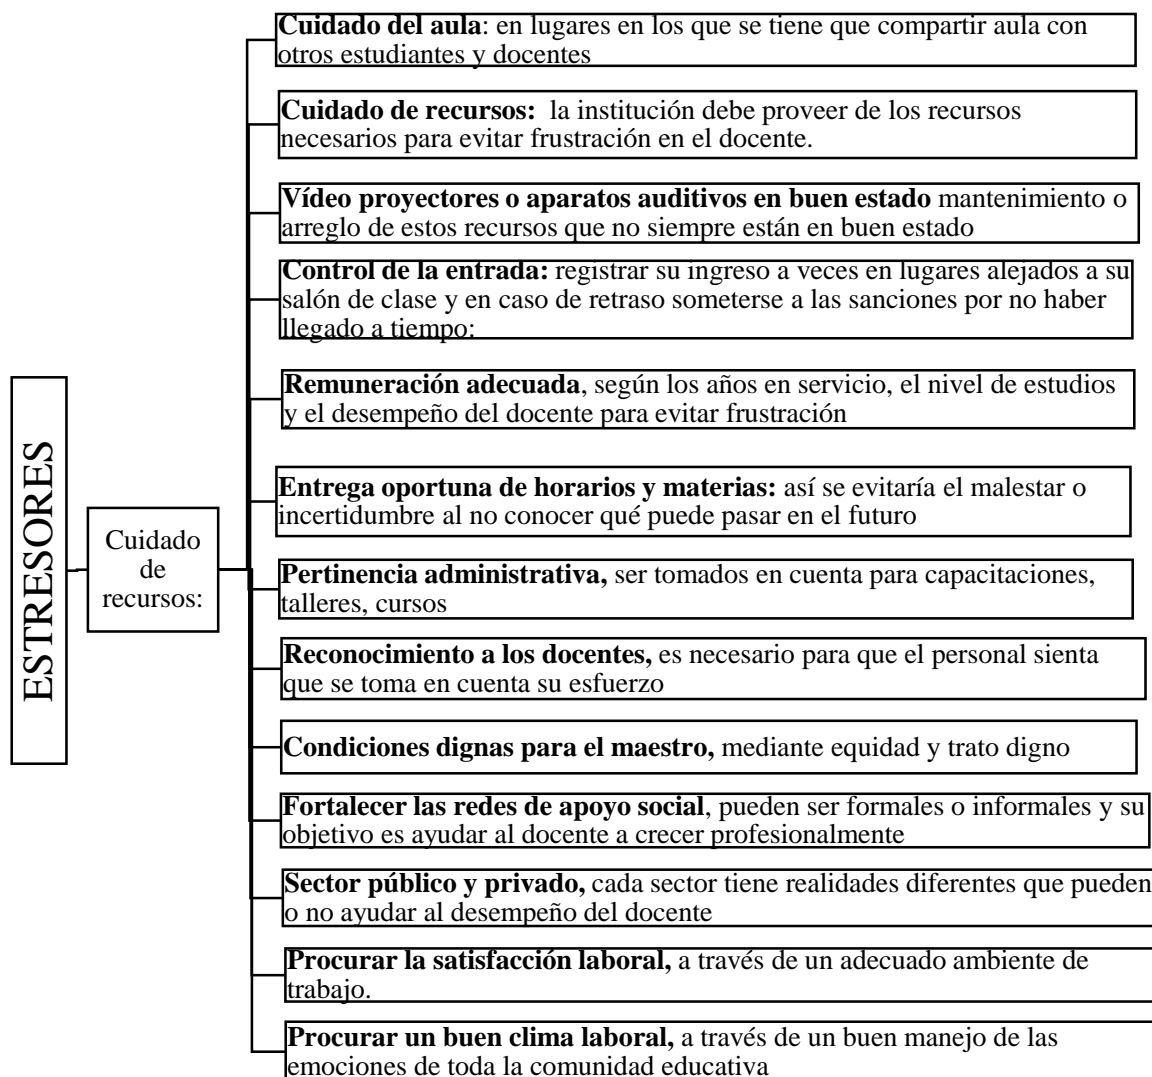 ESTRESORES
Cuidado
de
recursos:
Cuidado del aula: en lugares en los que se tiene que compartir aula con
otros estudiantes y docentes
Cuidado de recursos:  la institución debe proveer de los recursos
necesarios para evitar frustración en el docente.
Vídeo proyectores o aparatos auditivos en buen estado mantenimiento o
arreglo de estos recursos que no siempre están en buen estado
Control de la entrada: registrar su ingreso a veces en lugares alejados a su
salón de clase y en caso de retraso someterse a las sanciones por no haber
llegado a tiempo:
Remuneración adecuada, según los años en servicio, el nivel de estudios
y el desempeño del docente para evitar frustración
Entrega oportuna de horarios y materias: así se evitaría el malestar o
incertidumbre al no conocer qué puede pasar en el futuro
Pertinencia administrativa, ser tomados en cuenta para capacitaciones,
talleres, cursos
Reconocimiento a los docentes, es necesario para que el personal sienta
que se toma en cuenta su esfuerzo
Condiciones dignas para el maestro, mediante equidad y trato digno
Fortalecer las redes de apoyo social, pueden ser formales o informales y su
objetivo es ayudar al docente a crecer profesionalmente
Sector público y privado, cada sector tiene realidades diferentes que pueden
o no ayudar al desempeño del docente
Procurar la satisfacción laboral, a través de un adecuado ambiente de
trabajo.
Procurar un buen clima laboral, a través de un buen manejo de las
emociones de toda la comunidad educativa